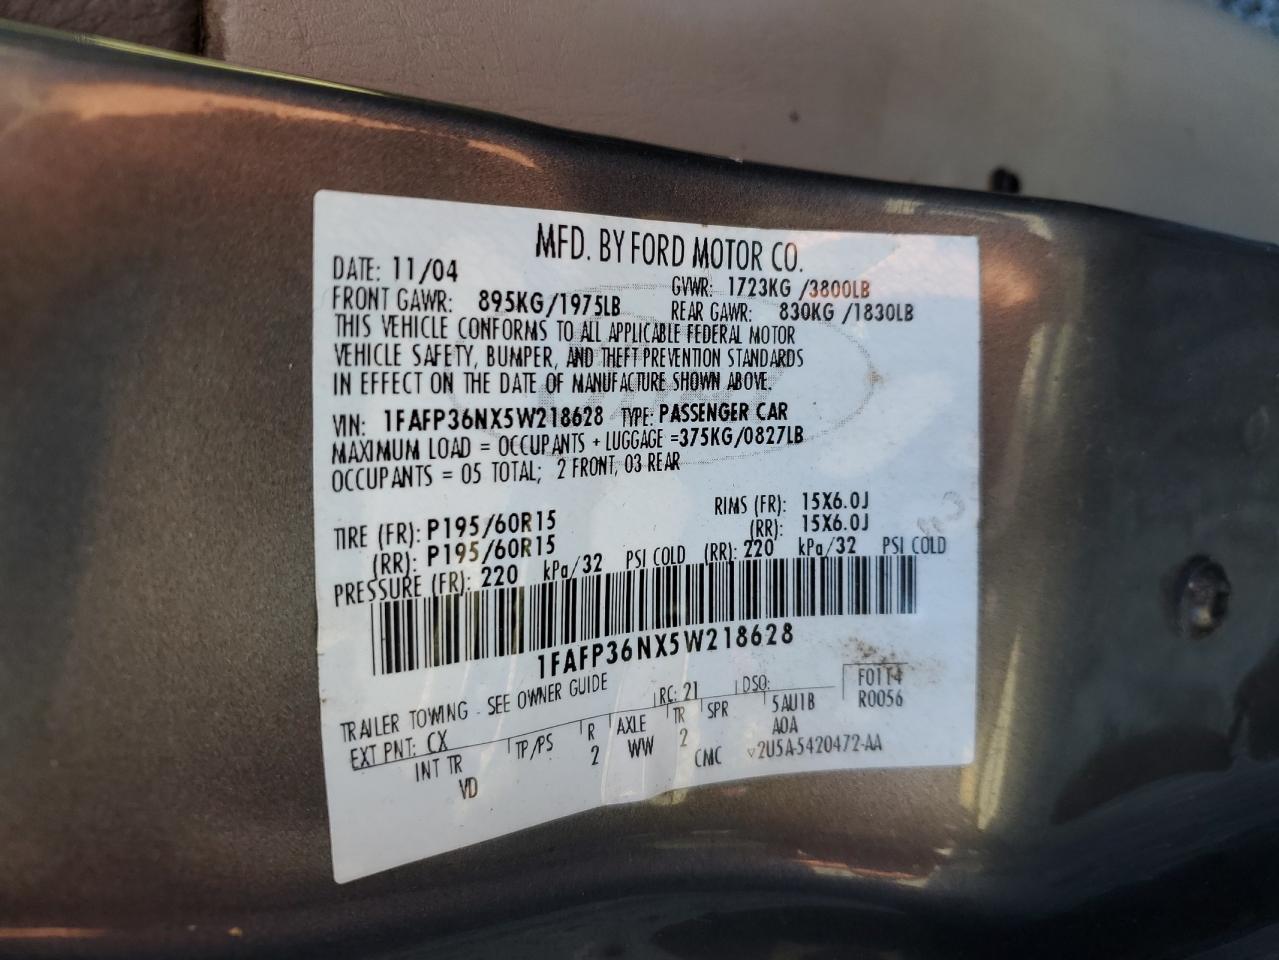 MFD. BY FORD MOTOR CO.
DATE: 11/04 GVWR: 1723KG /3800LB
FRONT GAWR: 895KG/1975LB REAR GAWR: 830KG /1830LB
THIS VEHICLE CONFORMS TO ALL APPLICABLE FEDERAL MOTOR
VEHICLE SAFETY, BUMPER, AND THEFT PREVENTION STANDARDS
IN EFFECT ON THE DATE OF MANUFACTURE SHOWN ABOVE.
VIN: 1FAFP36NX5W218628 TYPE: PASSENGER CAR
MAXIMUM LOAD = OCCUPANTS + LUGGAGE =375KG/0827LB
OCCUPANTS = 05 TOTAL; 2 FRONT, 03 REAR
TIRE (FR): P195/60R15 RIMS (FR): 15X6.0J
(RR): P195/60R15 (RR): 15X6.0J
PRESSURE (FR): 220 kPa/32 PSI COLD (RR): 220 kPa/32 PSI COLD
1FAFP36NX5W218628
TRAILER TOWING - SEE OWNER GUIDE F01T4
EXT PNT: CX RC: 21 DSO: R0056
INT TR TP/PS R AXLE TR SPR 5AU1B
VD 2 WW 2 A0A
CMC v2U5A-5420472-AA